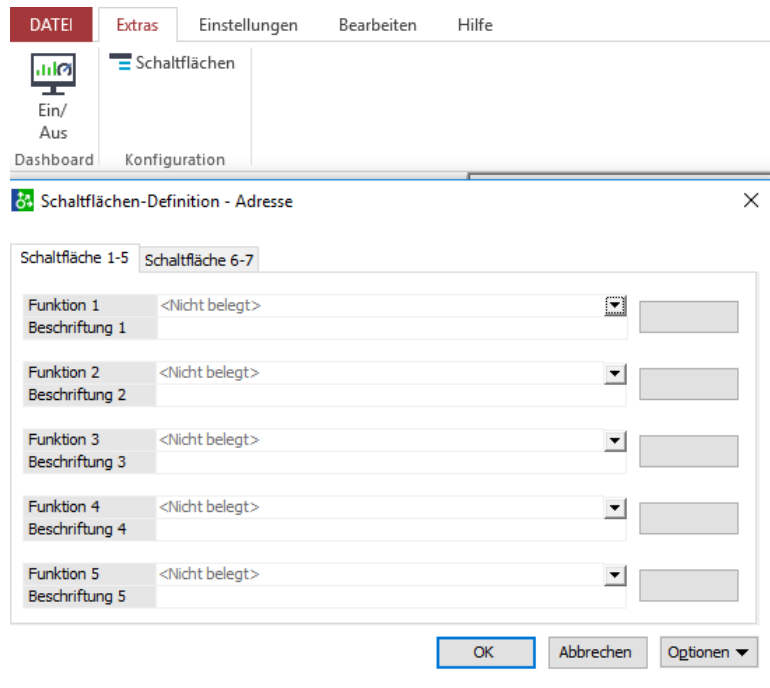 DATEI Extras Einstellungen Bearbeiten Hilfe
Schaltflächen
Ein/
Aus
Dashboard Konfiguration
Schaltflächen-Definition - Adresse
Schaltfläche 1-5 Schaltfläche 6-7
Funktion 1 <Nicht belegt>
Beschriftung 1
Funktion 2 <Nicht belegt>
Beschriftung 2
Funktion 3 <Nicht belegt>
Beschriftung 3
Funktion 4 <Nicht belegt>
Beschriftung 4
Funktion 5 <Nicht belegt>
Beschriftung 5
OK Abbrechen Optionen